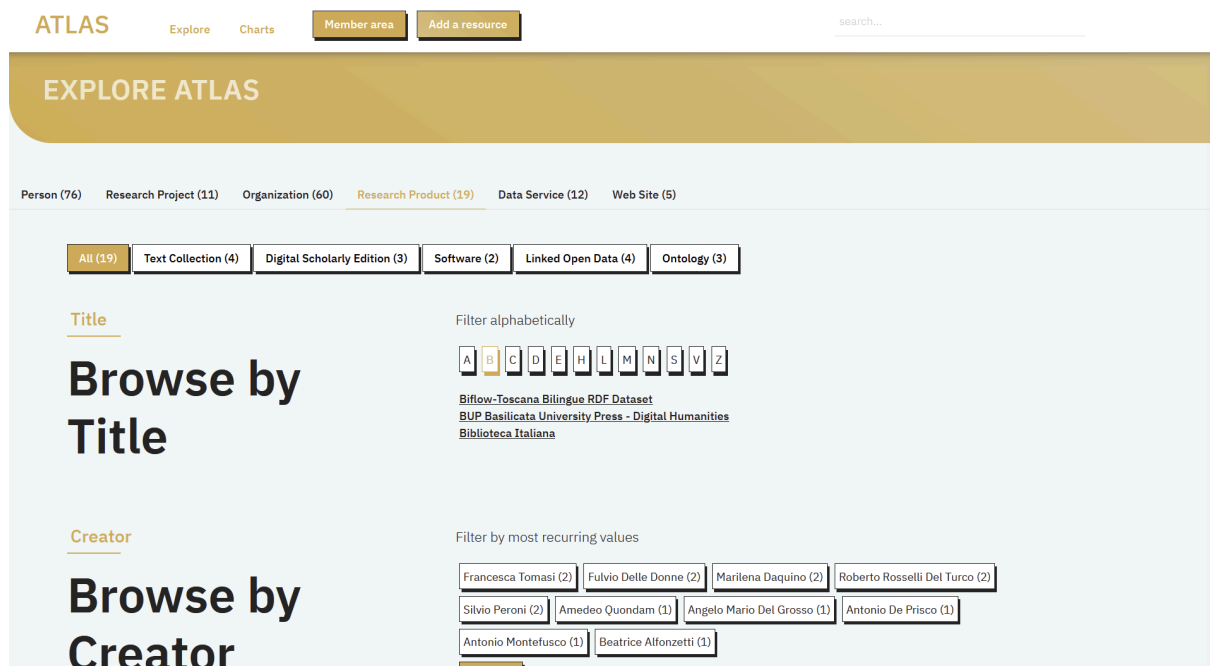 ATLAS Explore Charts Member area Add a resource search...
EXPLORE ATLAS
Person (76) Research Project (11) Organization (60) Research Product (19) Data Service (12) Web Site (5)
All (19) Text Collection (4) Digital Scholarly Edition (3) Software (2) Linked Open Data (4) Ontology (3)
Title
Browse by
Title
Filter alphabetically
A B C D E H L M N S V Z
Biflow-Toscana Bilingue RDF Dataset
BUP Basilicata University Press - Digital Humanities
Biblioteca Italiana
Creator
Browse by
Creator
Filter by most recurring values
Francesca Tomasi (2) Fulvio Delle Donne (2) Marilena Daquino (2) Roberto Rosselli Del Turco (2)
Silvio Peroni (2) Amedeo Quondam (1) Angelo Mario Del Grosso (1) Antonio De Prisco (1)
Antonio Montefusco (1) Beatrice Alfonzetti (1)